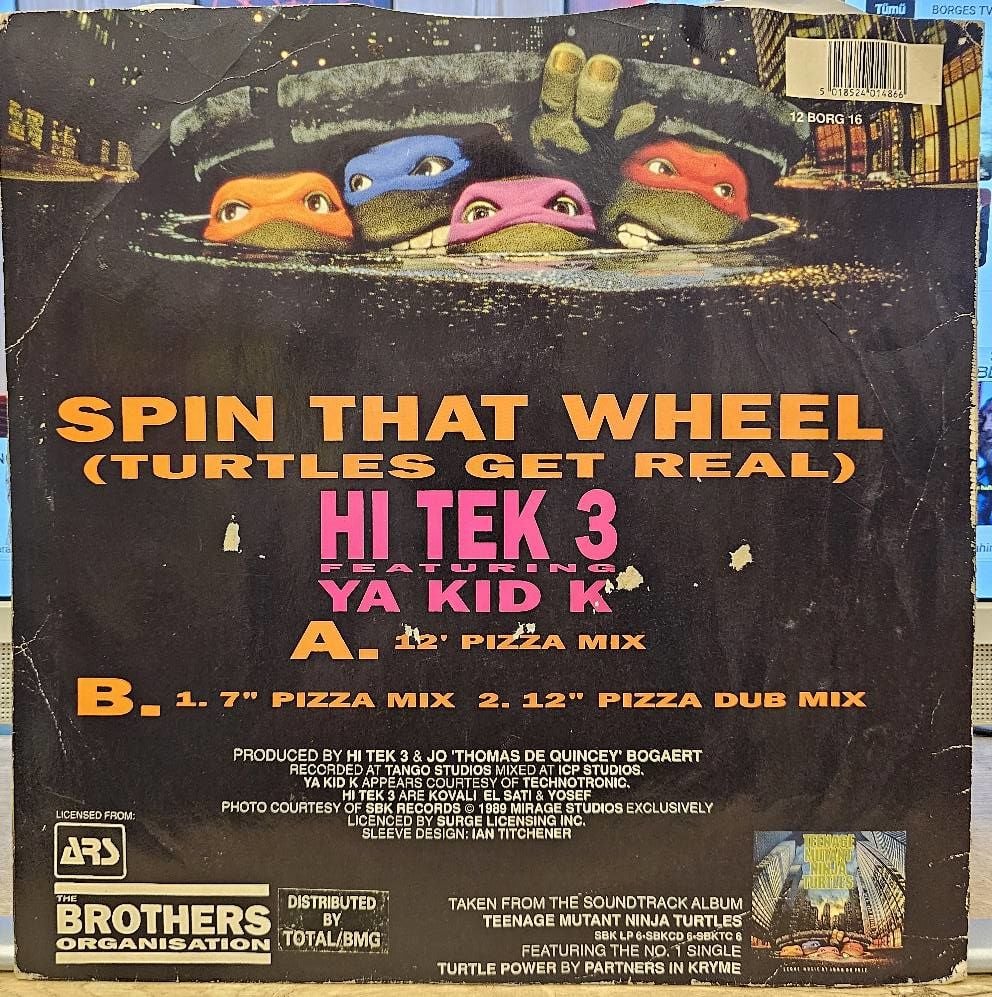 Tümü
BORGES TV
5 018524 014866
12 BORG 16
SPIN THAT WHEEL
(TURTLES GET REAL)
HI TEK 3
FEATURING
YA KID K
A. 12' PIZZA MIX
B. 1. 7" PIZZA MIX 2. 12" PIZZA DUB MIX
PRODUCED BY HI TEK 3 & JO 'THOMAS DE QUINCEY' BOGAERT
RECORDED AT TANGO STUDIOS MIXED AT ICP STUDIOS.
YA KID K APPEARS COURTESY OF TECHNOTRONIC.
HI TEK 3 ARE KOVALI EL SATI & YOSEF
PHOTO COURTESY OF SBK RECORDS © 1989 MIRAGE STUDIOS EXCLUSIVELY
LICENCED BY SURGE LICENSING INC.
SLEEVE DESIGN: IAN TITCHENER
LICENSED FROM:
ARS
THE
BROTHERS
ORGANISATION
DISTRIBUTED
BY
TOTAL/BMG
TAKEN FROM THE SOUNDTRACK ALBUM
TEENAGE MUTANT NINJA TURTLES
SBK LP 6-SBKCD 6-SBKTC 6
FEATURING THE NO. 1 SINGLE
TURTLE POWER BY PARTNERS IN KRYME
TEENAGE
MUTANT
NINJA
TURTLES